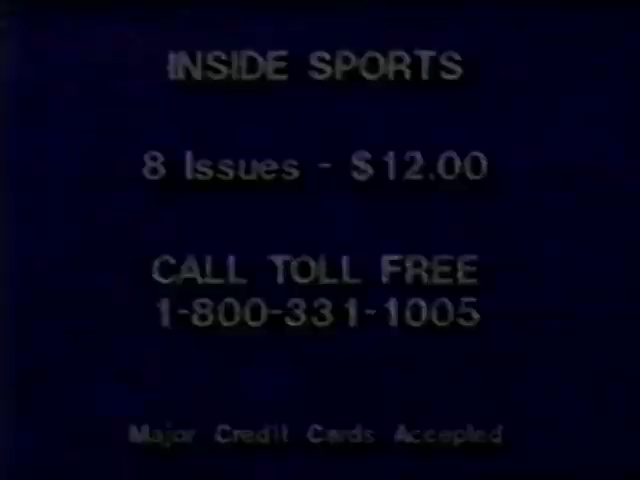 INSIDE SPORTS
8 Issues - $12.00
CALL TOLL FREE
1-800-331-1005
Major Credit Cards Accepted